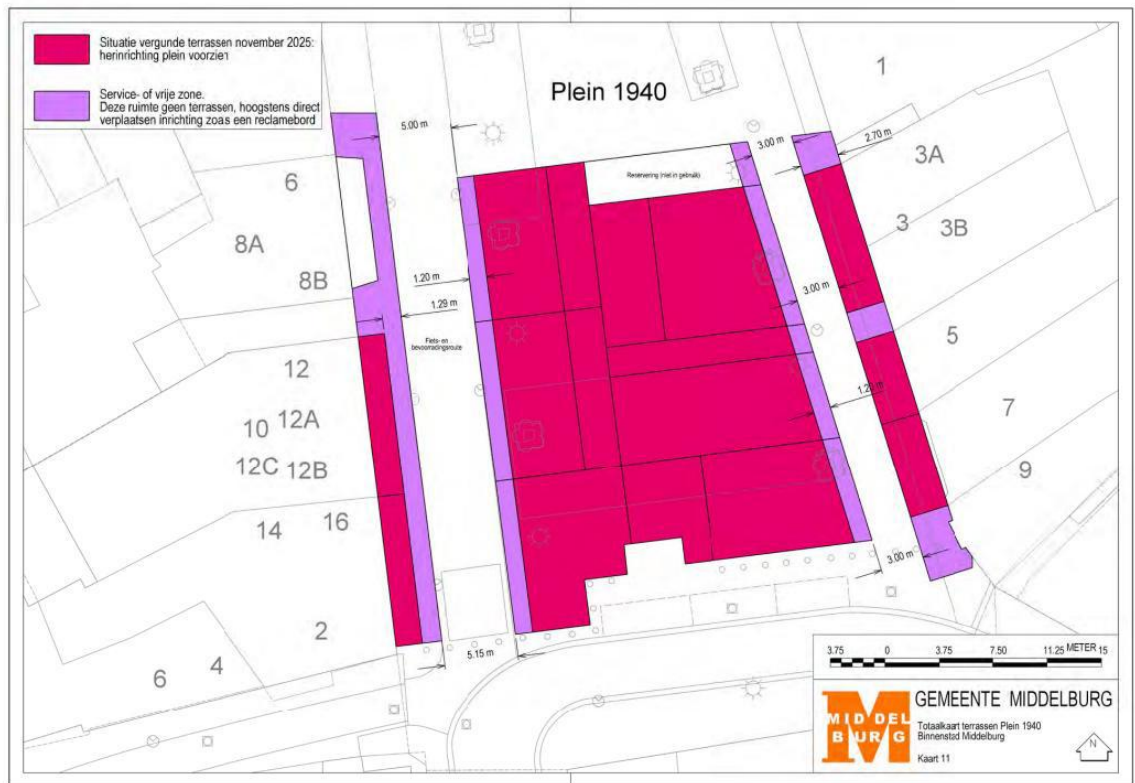 Situatie vergunde terrassen november 2025:
herinrichting plein voorzien
Service- of vrije zone.
Deze ruimte geen terrassen, hoogstens direct
verplaatsen inrichting zoas een reclamebord
Plein 1940
1
5.00 m
3.00 m
2.70 m
3A
Reservering (niet in gebruik)
6
3
3B
8A
8B
1.20 m
3.00 m
1.29 m
Fiets- en
bevoorradingsroute
5
12
1.20 m
7
10
12A
12C
12B
9
14
16
3.00 m
2
5.15 m
4
6
3.75
0
3.75
7.50
11.25
METER
15
MIDDEL
BURG
GEMEENTE MIDDELBURG
Totaalkaart terrassen Plein 1940
Binnenstad Middelburg
Kaart 11
N